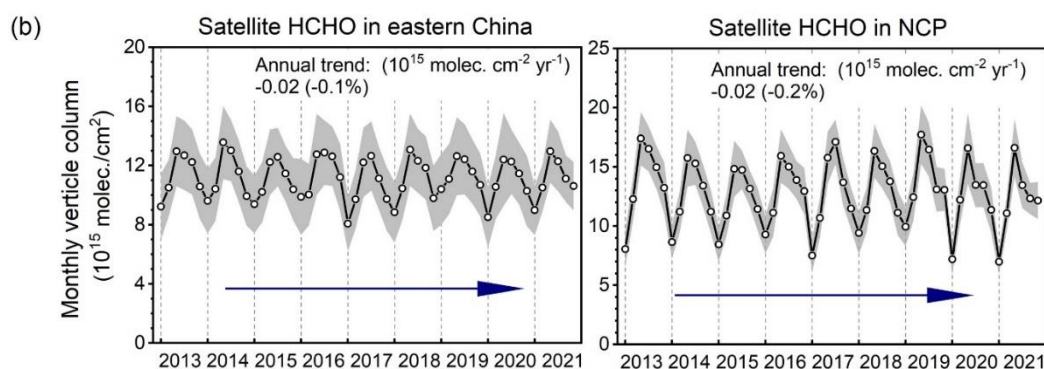 (b)
Satellite HCHO in eastern China
Annual trend: (10¹⁵ molec. cm⁻² yr⁻¹)
-0.02 (-0.1%)
Monthly verticle column
(10¹⁵ molec./cm²)
20
16
12
8
4
0
2013 2014 2015 2016 2017 2018 2019 2020 2021
Satellite HCHO in NCP
Annual trend: (10¹⁵ molec. cm⁻² yr⁻¹)
-0.02 (-0.2%)
25
20
15
10
5
0
2013 2014 2015 2016 2017 2018 2019 2020 2021